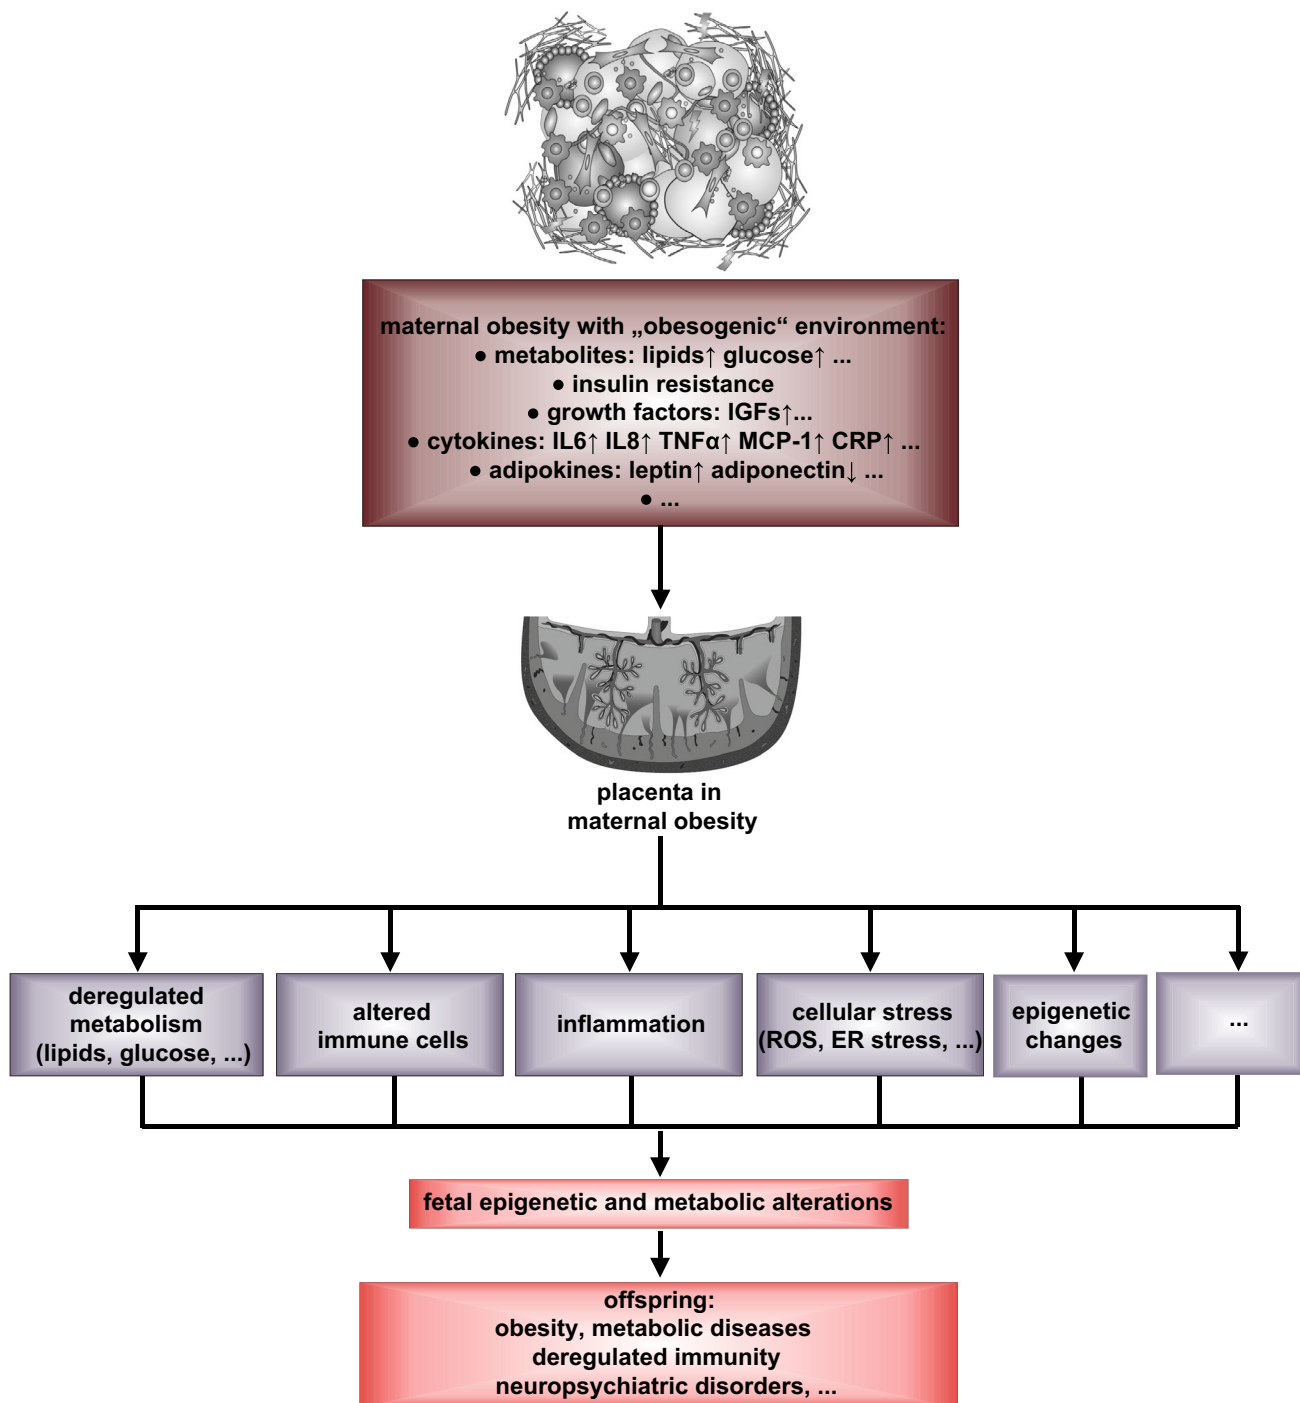 maternal obesity with „obesogenic“ environment:
● metabolites: lipids↑ glucose↑ ...
● insulin resistance
● growth factors: IGFs↑...
● cytokines: IL6↑ IL8↑ TNFα↑ MCP-1↑ CRP↑ ...
● adipokines: leptin↑ adiponectin↓ ...
● ...
placenta in
maternal obesity
deregulated
metabolism
(lipids, glucose, ...)
altered
immune cells
inflammation
cellular stress
(ROS, ER stress, ...)
epigenetic
changes
...
fetal epigenetic and metabolic alterations
offspring:
obesity, metabolic diseases
deregulated immunity
neuropsychiatric disorders, ...